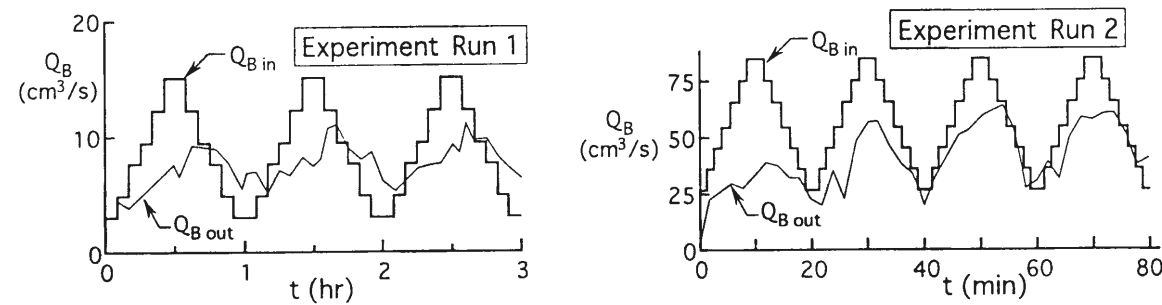 Experiment Run 1
20
Q_B
(cm³/s)
10
0
Q_B in
Q_B out
0
1
2
3
t (hr)
Experiment Run 2
75
Q_B
(cm³/s)
50
25
0
Q_B in
Q_B out
0
20
40
60
80
t (min)